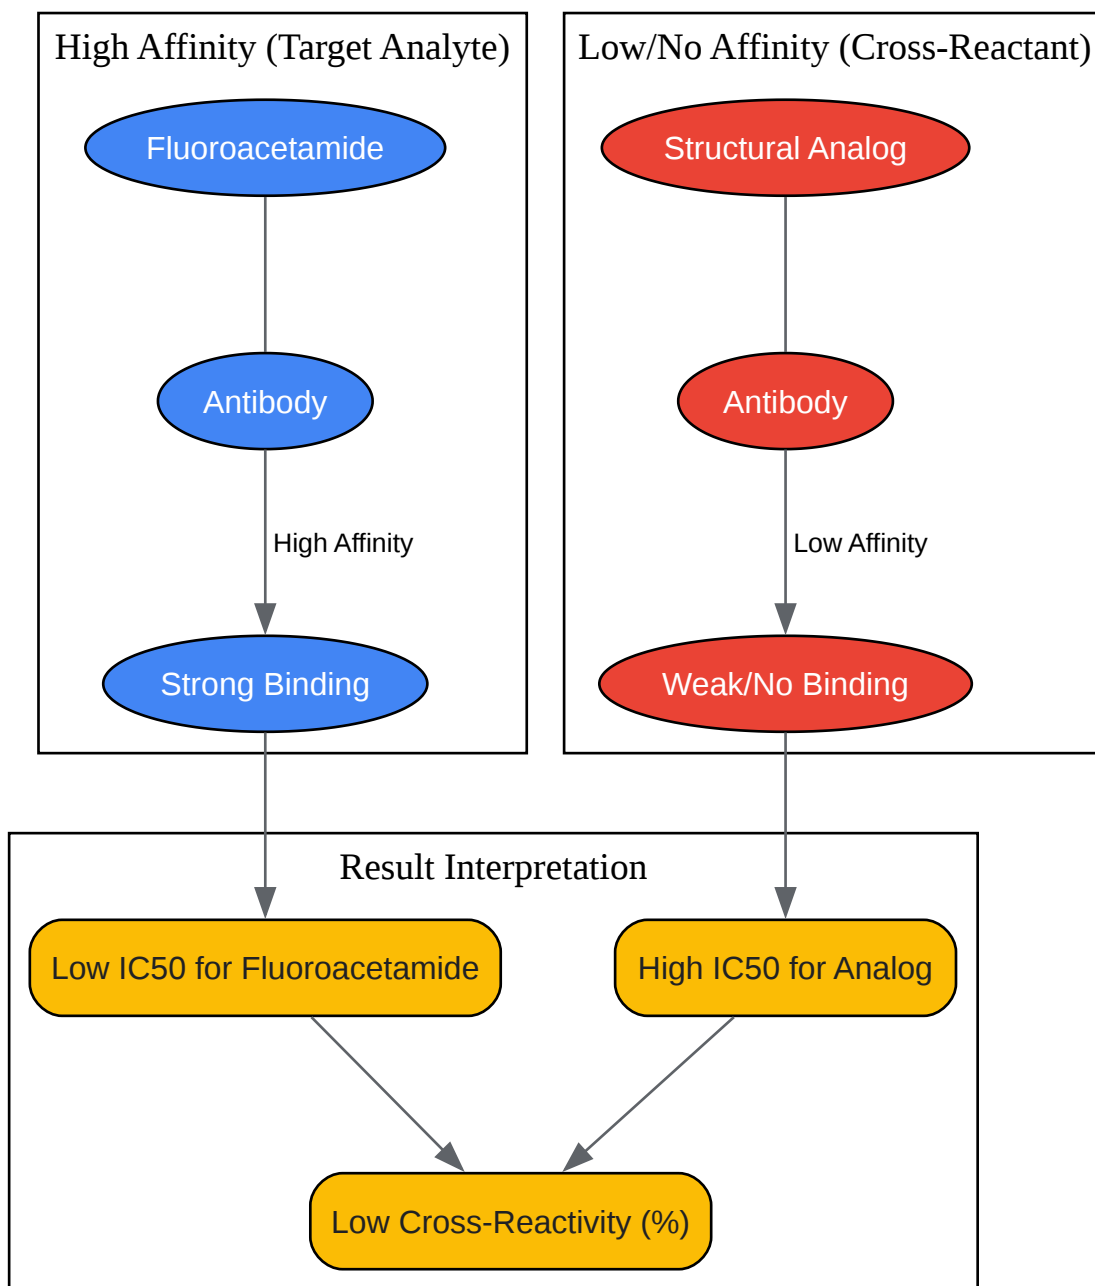 High Affinity (Target Analyte)
Fluoroacetamide
Antibody
High Affinity
Strong Binding
Low/No Affinity (Cross-Reactant)
Structural Analog
Antibody
Low Affinity
Weak/No Binding
Result Interpretation
Low IC50 for Fluoroacetamide
High IC50 for Analog
Low Cross-Reactivity (%)